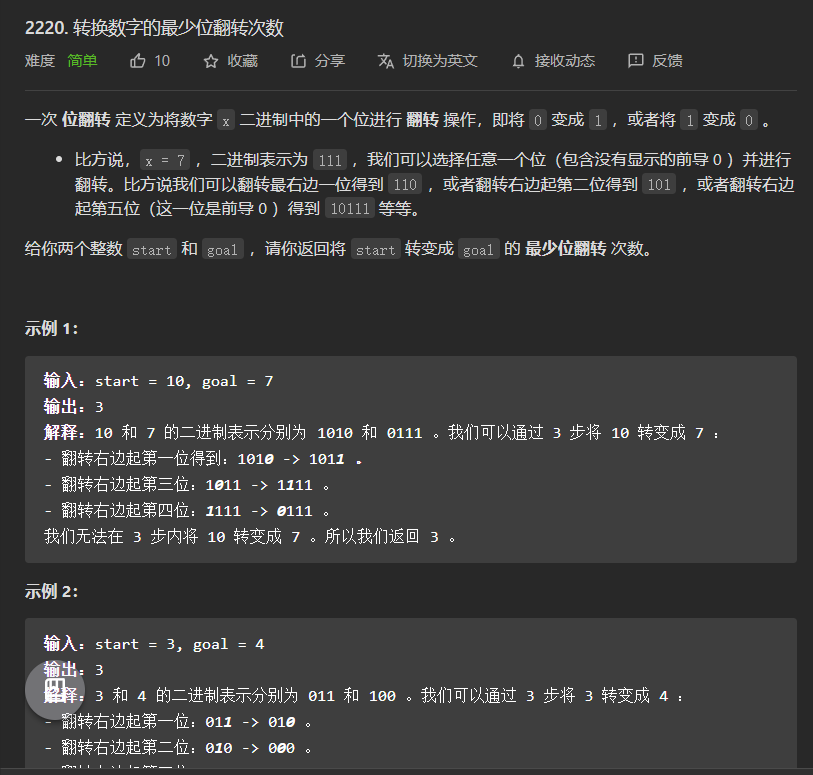 2220. 转换数字的最少位翻转次数
难度 简单 10 收藏 分享 切换为英文 接收动态 反馈
一次 位翻转 定义为将数字 x 二进制中的一个位进行 翻转 操作，即将 0 变成 1 ，或者将 1 变成 0 。
比方说，x = 7 ，二进制表示为 111 ，我们可以选择任意一个位（包含没有显示的前导 0 ）并进行
翻转。比方说我们可以翻转最右边一位得到 110 ，或者翻转右边起第二位得到 101 ，或者翻转右边
起第五位（这一位是前导 0 ）得到 10111 等等。
给你两个整数 start 和 goal ，请你返回将 start 转变成 goal 的 最少位翻转 次数。
示例 1：
输入：start = 10, goal = 7
输出：3
解释：10 和 7 的二进制表示分别为 1010 和 0111 。我们可以通过 3 步将 10 转变成 7 ：
- 翻转右边起第一位得到：1010 -> 1011 。
- 翻转右边起第三位：1011 -> 1111 。
- 翻转右边起第四位：1111 -> 0111 。
我们无法在 3 步内将 10 转变成 7 。所以我们返回 3 。
示例 2：
输入：start = 3, goal = 4
输出：3
解释：3 和 4 的二进制表示分别为 011 和 100 。我们可以通过 3 步将 3 转变成 4 ：
- 翻转右边起第一位：011 -> 010 。
- 翻转右边起第二位：010 -> 000 。